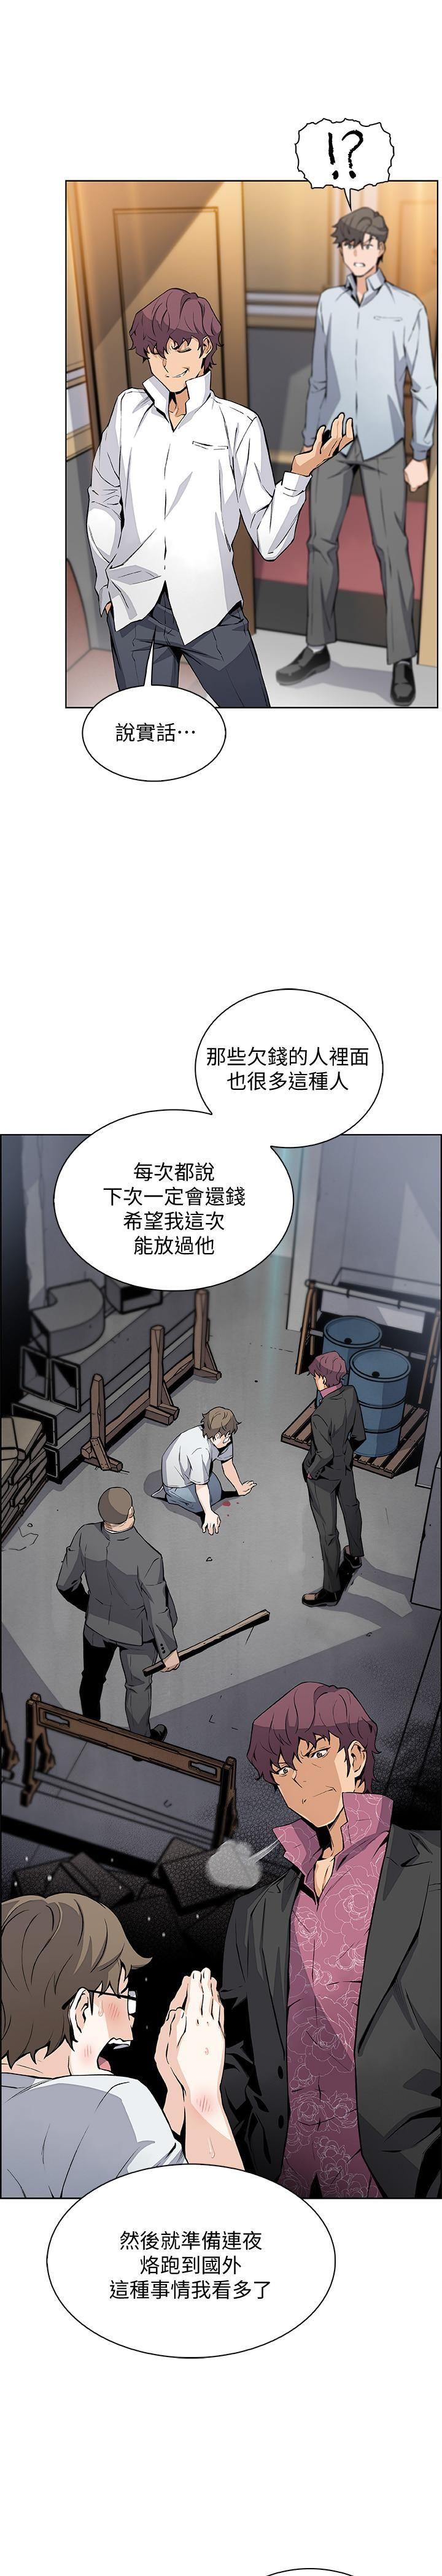 !?
說實話…
那些欠錢的人裡面
也很多這種人
每次都說
下次一定會還錢
希望我這次
能放過他
然後就準備連夜
烙跑到國外
這種事情我看多了